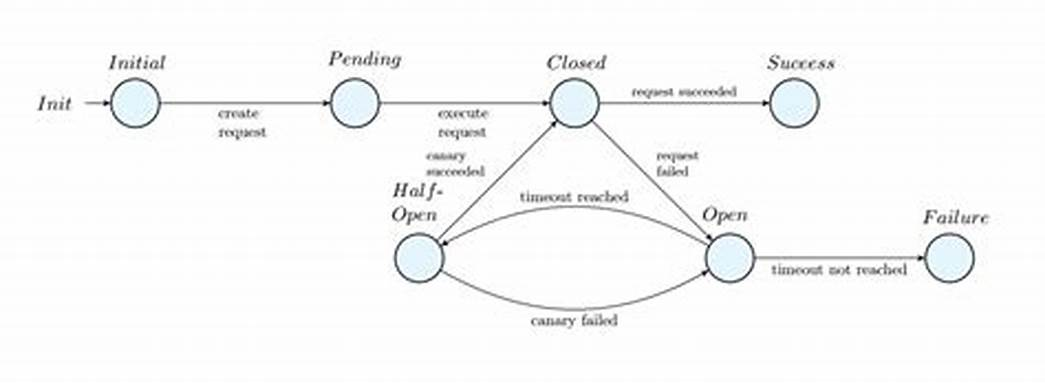 Initial
Pending
Closed
Success
Init
create
request
execute
request
request succeeded
canary
succeeded
request
failed
Half-
Open
timeout reached
Open
Failure
timeout not reached
canary failed